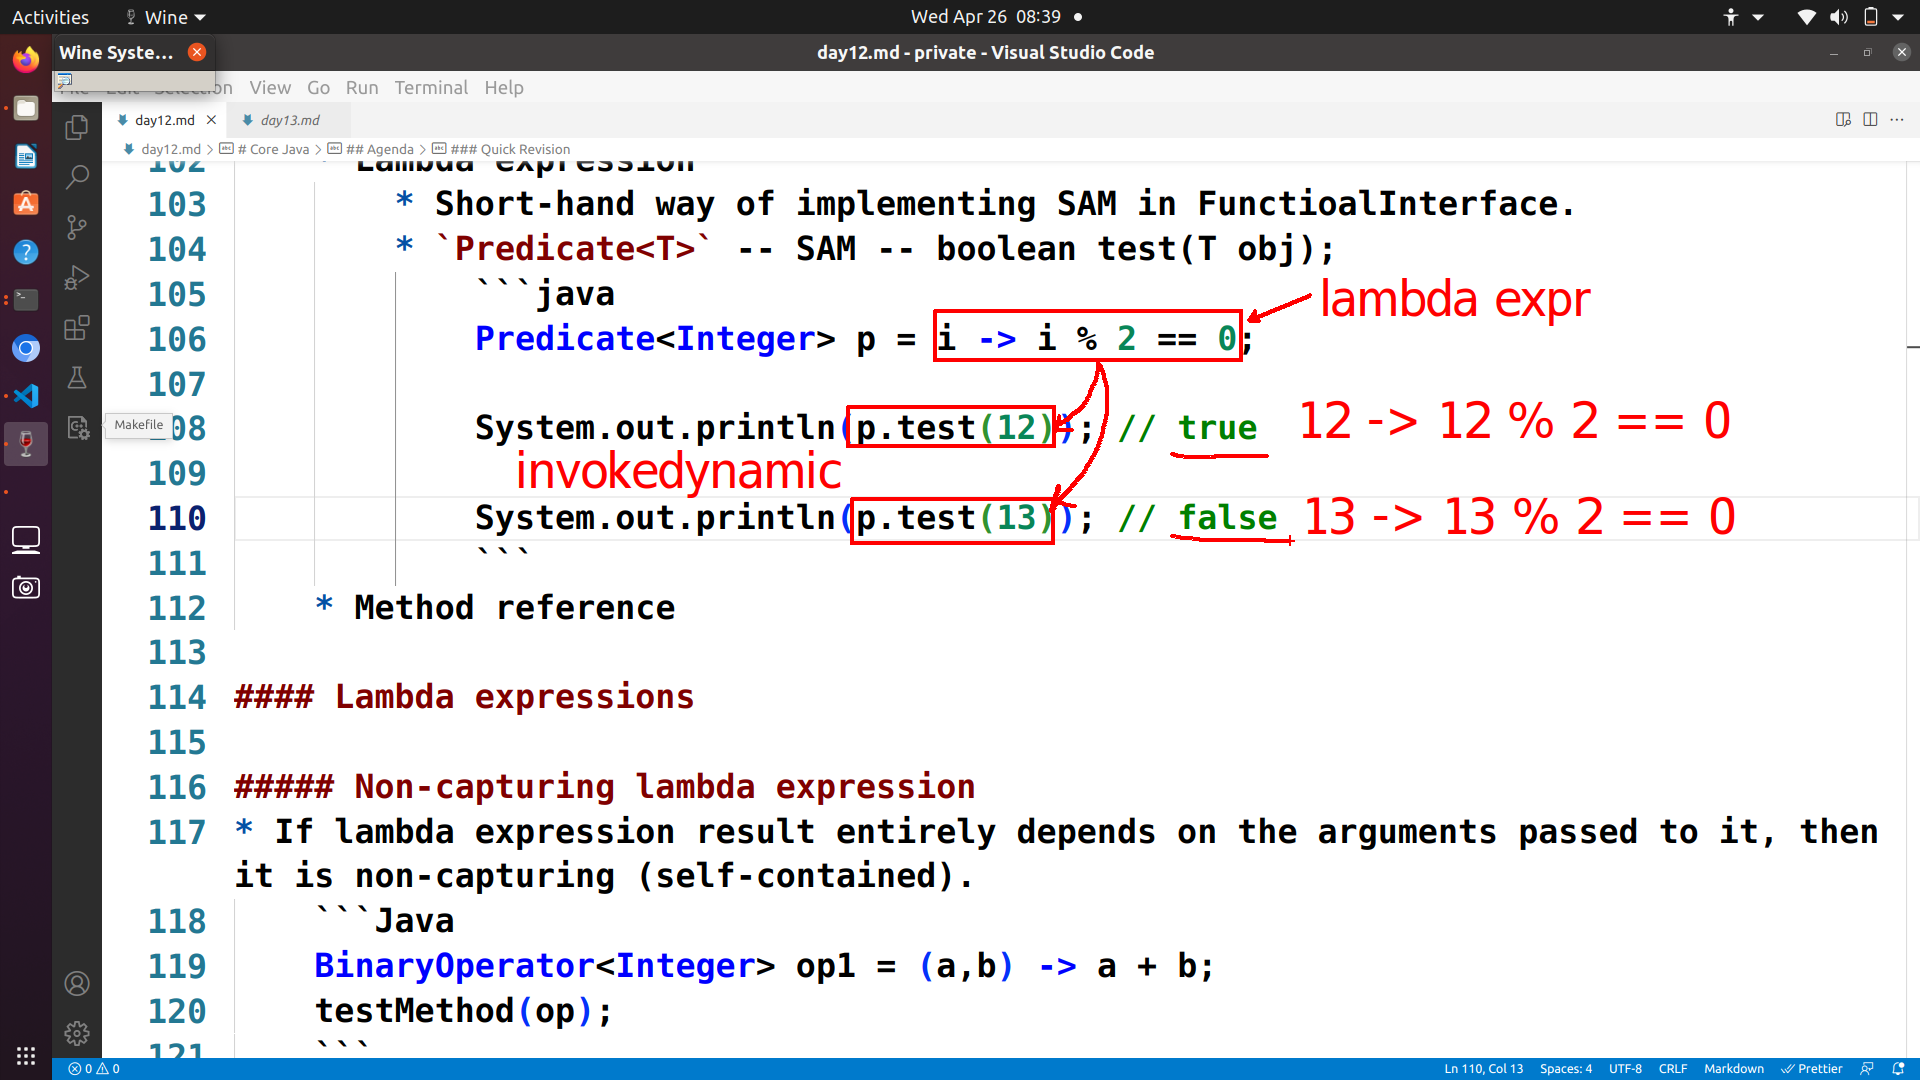 Activities
Wine
Wed Apr 26 08:39
Wine Syste...
day12.md - private - Visual Studio Code
Selection View Go Run Terminal Help
day12.md
day13.md
day12.md > # Core Java > ## Agenda > ### Quick Revision
102 Lambda expression
103 * Short-hand way of implementing SAM in FunctioalInterface.
104 * `Predicate<T>` -- SAM -- boolean test(T obj);
105 ```java
lambda expr
106 Predicate<Integer> p = i -> i % 2 == 0;
107
Makefile
108 System.out.println(p.test(12)); // true 12 -> 12 % 2 == 0
109 invokedynamic
110 System.out.println(p.test(13)); // false 13 -> 13 % 2 == 0
111 ```
112 * Method reference
113
114 #### Lambda expressions
115
116 ##### Non-capturing lambda expression
117 * If lambda expression result entirely depends on the arguments passed to it, then
it is non-capturing (self-contained).
118 ```Java
119 BinaryOperator<Integer> op1 = (a,b) -> a + b;
120 testMethod(op);
121 ```
0 0
Ln 110, Col 13 Spaces: 4 UTF-8 CRLF Markdown Prettier